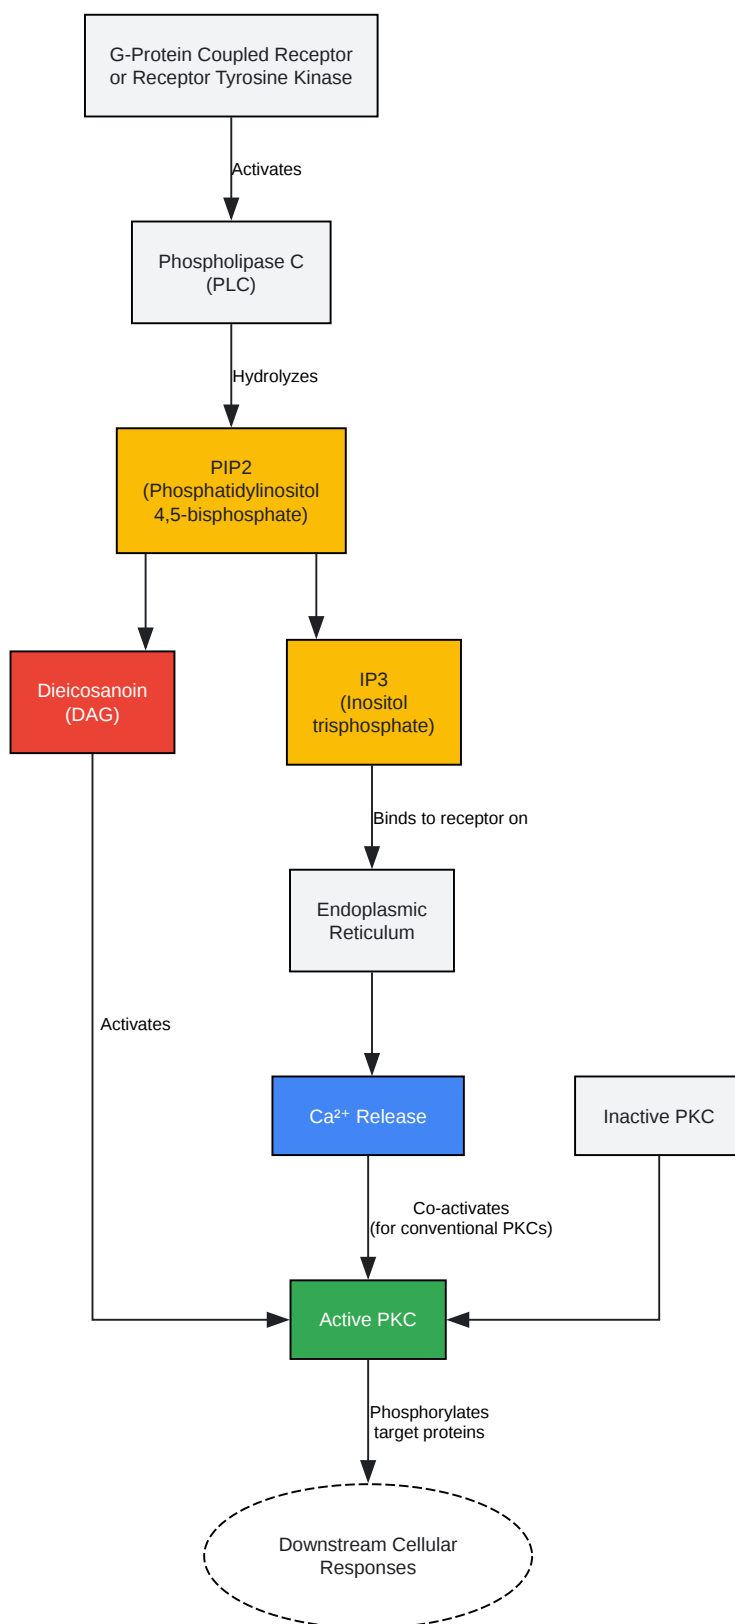 G-Protein Coupled Receptor
or Receptor Tyrosine Kinase
Activates
Phospholipase C
(PLC)
Hydrolyzes
PIP2
(Phosphatidylinositol
4,5-bisphosphate)
Dieicosanoin
(DAG)
IP3
(Inositol
trisphosphate)
Binds to receptor on
Endoplasmic
Reticulum
Activates
Ca²⁺ Release
Inactive PKC
Co-activates
(for conventional PKCs)
Active PKC
Phosphorylates
target proteins
Downstream Cellular
Responses